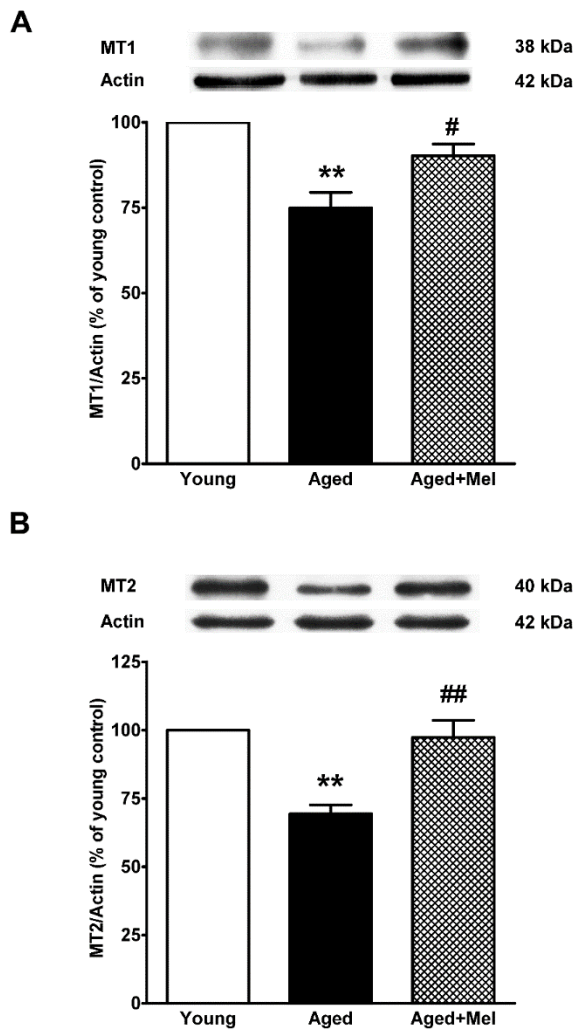 A
MT1 38 kDa
Actin 42 kDa
MT1/Actin (% of young control)
100
75
50
25
0
**
#
Young Aged Aged+Mel
B
MT2 40 kDa
Actin 42 kDa
MT2/Actin (% of young control)
125
100
75
50
25
0
**
##
Young Aged Aged+Mel